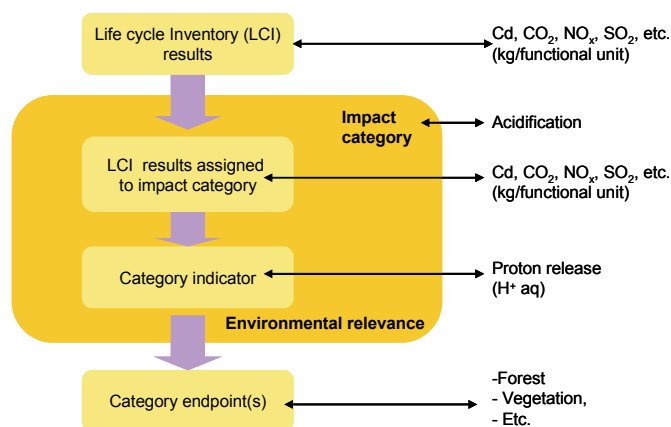 Life cycle Inventory (LCI)
results
Cd, CO₂, NOₓ, SO₂, etc.
(kg/functional unit)
Impact
category
Acidification
LCI results assigned
to impact category
Cd, CO₂, NOₓ, SO₂, etc.
(kg/functional unit)
Category indicator
Proton release
(H⁺ aq)
Environmental relevance
Category endpoint(s)
-Forest
- Vegetation,
- Etc.